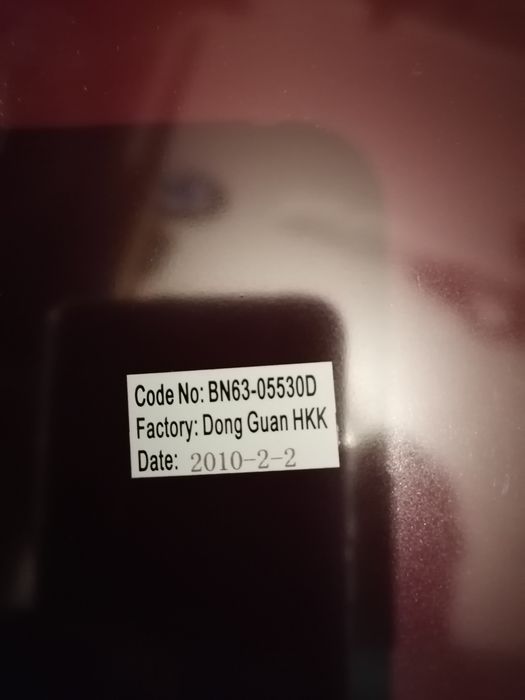 Code No: BN63-05530D
Factory: Dong Guan HKK
Date: 2010-2-2